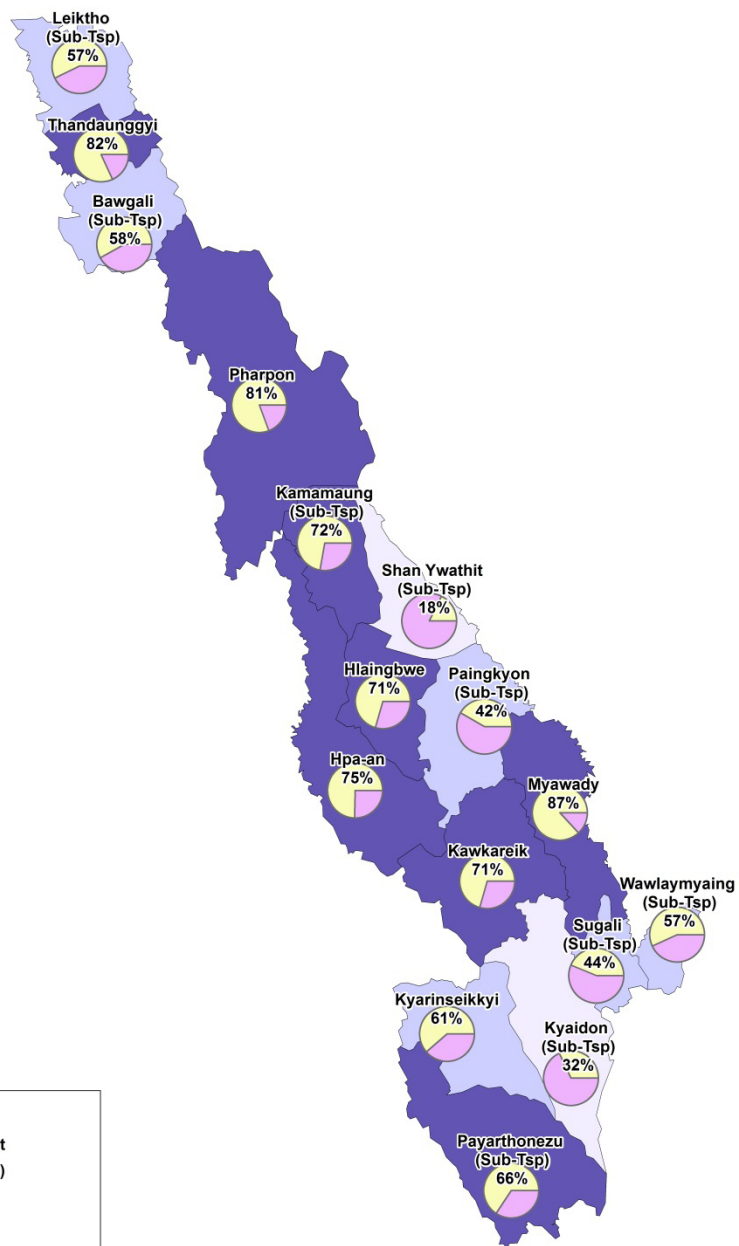 Leiktho
(Sub-Tsp)
57%
Thandaunggyi
82%
Bawgali
(Sub-Tsp)
58%
Pharpon
81%
Kamamaung
(Sub-Tsp)
72%
Shan Ywathit
(Sub-Tsp)
18%
Hlaingbwe
71%
Paingkyon
(Sub-Tsp)
42%
Hpa-an
75%
Myawady
87%
Kawkareik
71%
Wawlaymyaing
(Sub-Tsp)
57%
Sugali
(Sub-Tsp)
44%
Kyarinseikkyi
61%
Kyaidon
(Sub-Tsp)
32%
Payarthonezu
(Sub-Tsp)
66%
t
)